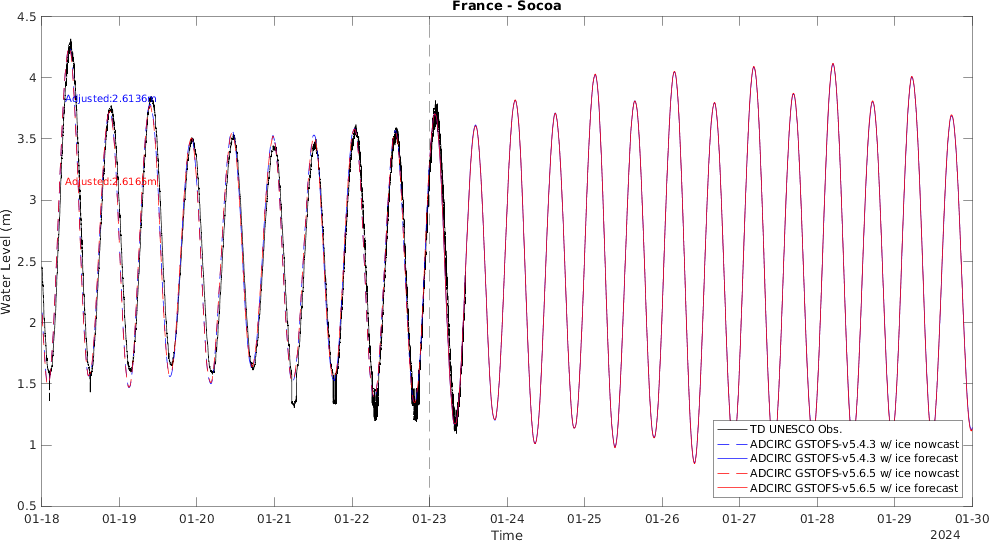 France - Socoa
4.5
4
3.5
3
2.5
2
1.5
1
0.5
Water Level (m)
Adjusted:2.6136m
Adjusted:2.6165m
TD UNESCO Obs.
ADCIRC GSTOFS-v5.4.3 w/ ice nowcast
ADCIRC GSTOFS-v5.4.3 w/ ice forecast
ADCIRC GSTOFS-v5.6.5 w/ ice nowcast
ADCIRC GSTOFS-v5.6.5 w/ ice forecast
01-18 01-19 01-20 01-21 01-22 01-23 01-24 01-25 01-26 01-27 01-28 01-29 01-30
Time
2024